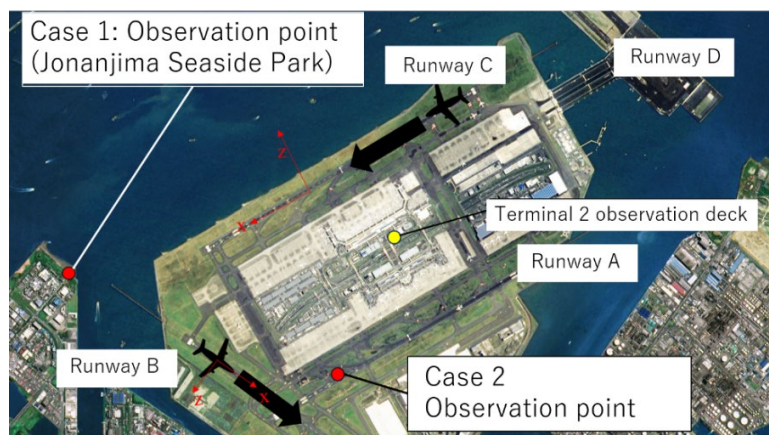 Case 1: Observation point
(Jonanjima Seaside Park)
Runway C
Runway D
Z
X
Terminal 2 observation deck
Runway A
Runway B
X
Z
Case 2
Observation point